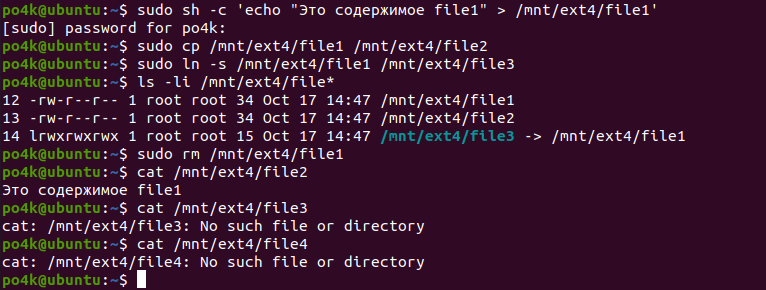 po4k@ubuntu:~$ sudo sh -c 'echo "Это содержимое file1" > /mnt/ext4/file1'
[sudo] password for po4k:
po4k@ubuntu:~$ sudo cp /mnt/ext4/file1 /mnt/ext4/file2
po4k@ubuntu:~$ sudo ln -s /mnt/ext4/file1 /mnt/ext4/file3
po4k@ubuntu:~$ ls -li /mnt/ext4/file*
12 -rw-r--r-- 1 root root 34 Oct 17 14:47 /mnt/ext4/file1
13 -rw-r--r-- 1 root root 34 Oct 17 14:47 /mnt/ext4/file2
14 lrwxrwxrwx 1 root root 15 Oct 17 14:47 /mnt/ext4/file3 -> /mnt/ext4/file1
po4k@ubuntu:~$ sudo rm /mnt/ext4/file1
po4k@ubuntu:~$ cat /mnt/ext4/file2
Это содержимое file1
po4k@ubuntu:~$ cat /mnt/ext4/file3
cat: /mnt/ext4/file3: No such file or directory
po4k@ubuntu:~$ cat /mnt/ext4/file4
cat: /mnt/ext4/file4: No such file or directory
po4k@ubuntu:~$